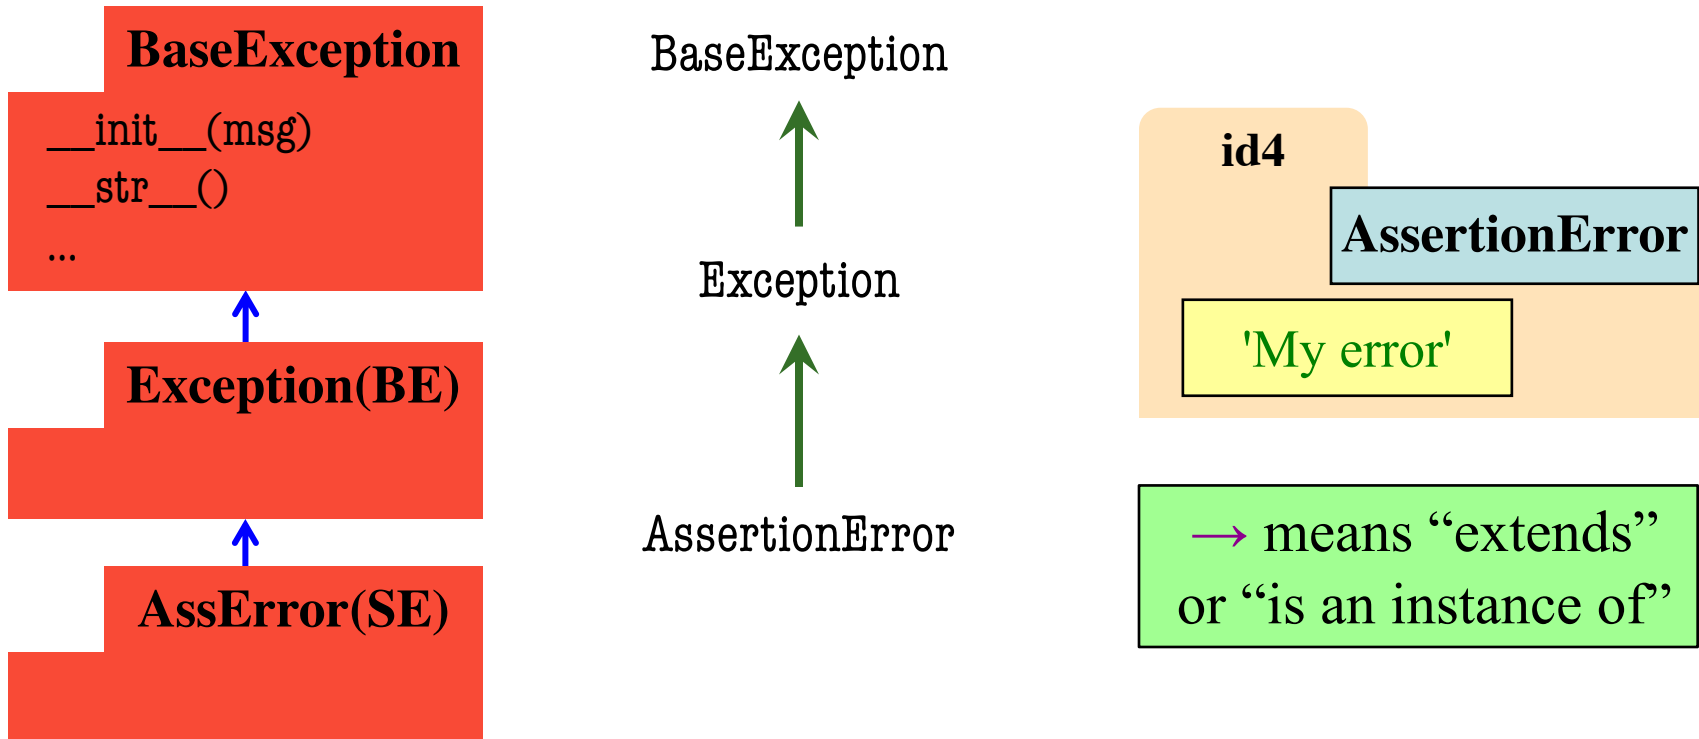 BaseException
__init__(msg)
__str__()
...
Exception(BE)
AssError(SE)
BaseException
Exception
AssertionError
id4
AssertionError
'My error'
→ means “extends”
or “is an instance of”